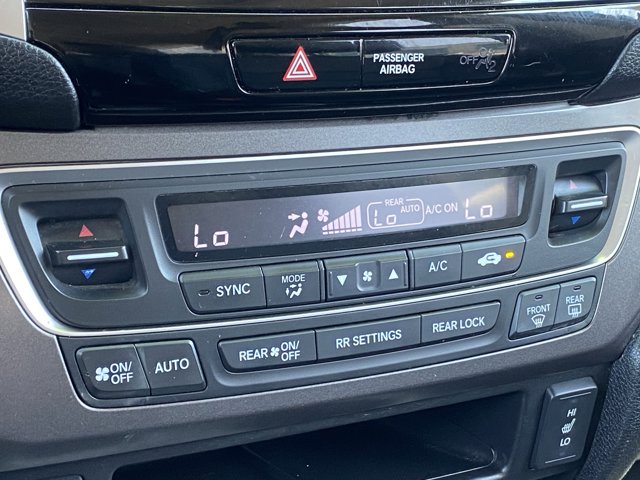 PASSENGER
AIRBAG
OFF
ON
Lo
REAR
Lo AUTO
A/C ON
Lo
SYNC
MODE
A/C
ON/
OFF
AUTO
REAR ON/
OFF
RR SETTINGS
REAR LOCK
FRONT
REAR
HI
LO